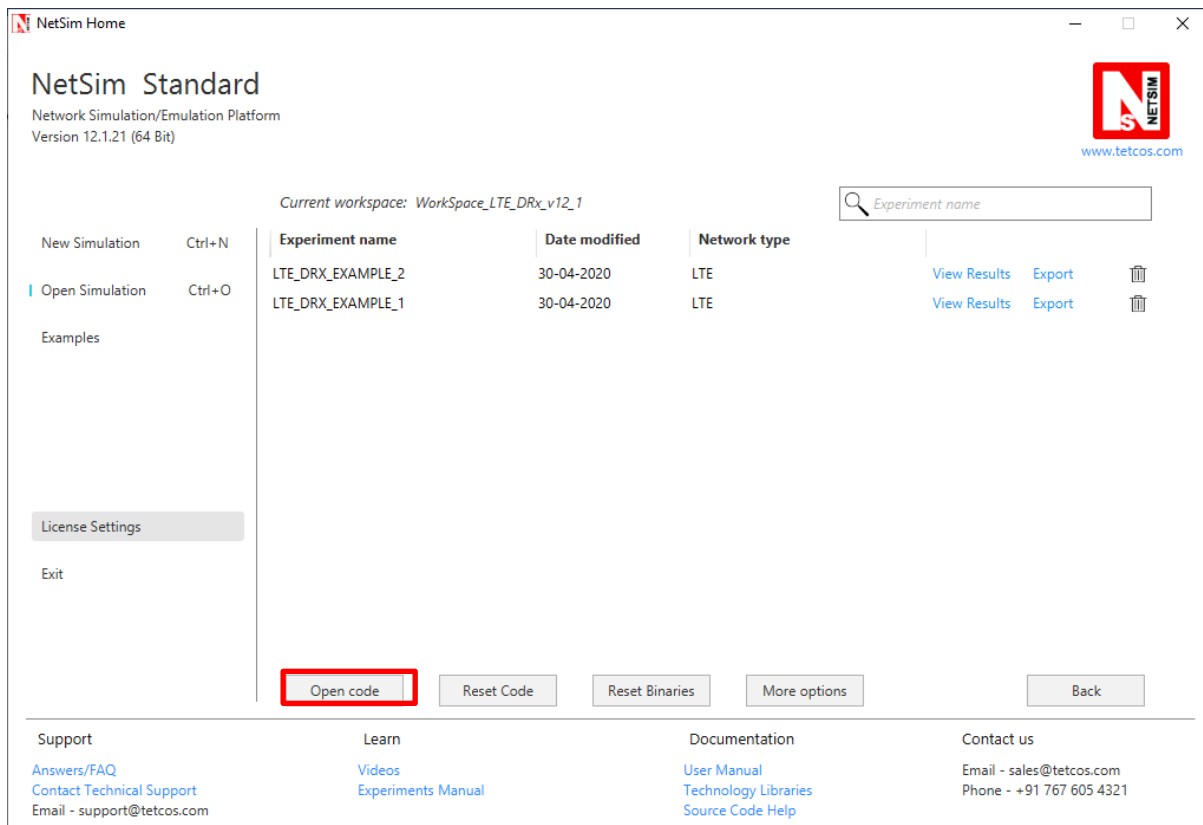 NetSim Home
NetSim Standard
Network Simulation/Emulation Platform
Version 12.1.21 (64 Bit)
N
S
NETSIM
www.tetcos.com
Current workspace: WorkSpace_LTE_DRx_v12_1
Experiment name
New Simulation Ctrl+N
Open Simulation Ctrl+O
Examples
License Settings
Exit
Experiment name Date modified Network type
LTE_DRX_EXAMPLE_2 30-04-2020 LTE View Results Export
LTE_DRX_EXAMPLE_1 30-04-2020 LTE View Results Export
Open code Reset Code Reset Binaries More options Back
Support
Answers/FAQ
Contact Technical Support
Email - support@tetcos.com
Learn
Videos
Experiments Manual
Documentation
User Manual
Technology Libraries
Source Code Help
Contact us
Email - sales@tetcos.com
Phone - +91 767 605 4321